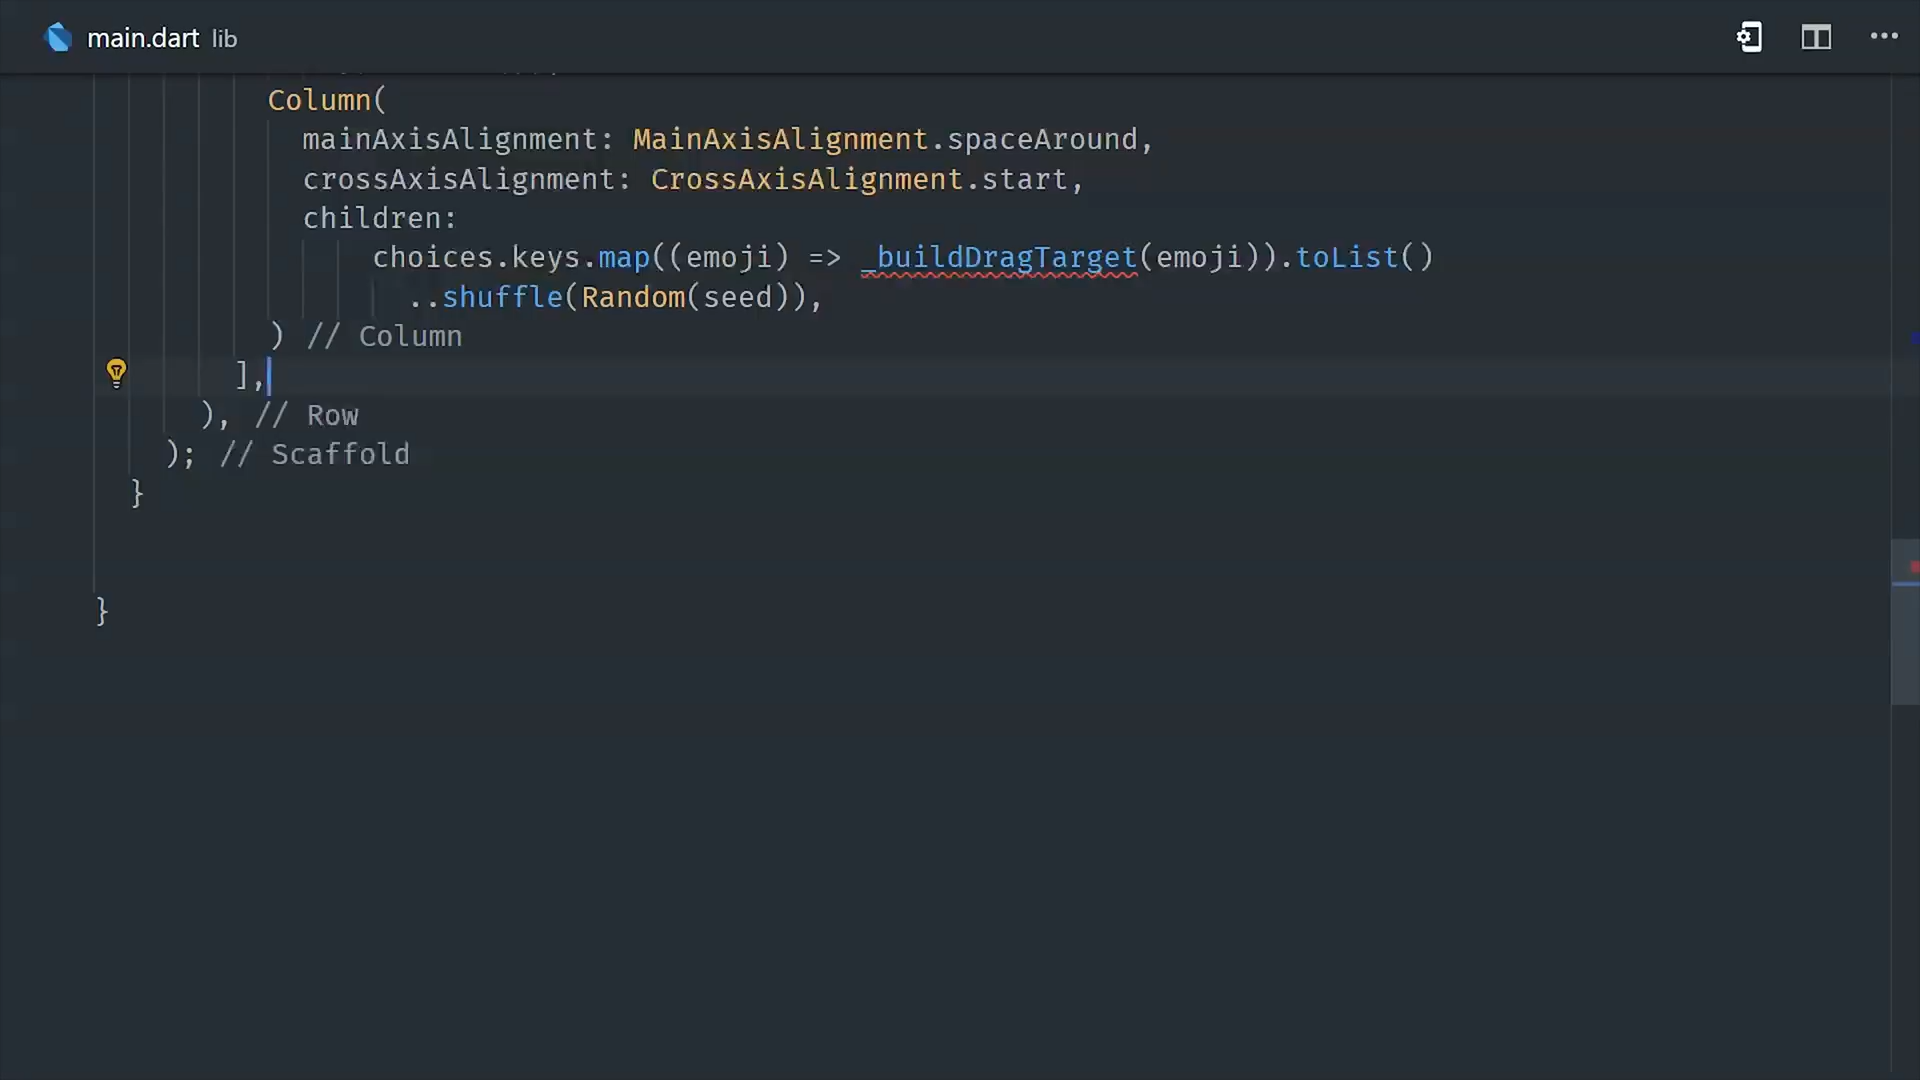 main.dart lib
Column(
mainAxisAlignment: MainAxisAlignment.spaceAround,
crossAxisAlignment: CrossAxisAlignment.start,
children:
choices.keys.map((emoji) => _buildDragTarget(emoji)).toList()
..shuffle(Random(seed)),
) // Column
],
), // Row
); // Scaffold
}
}